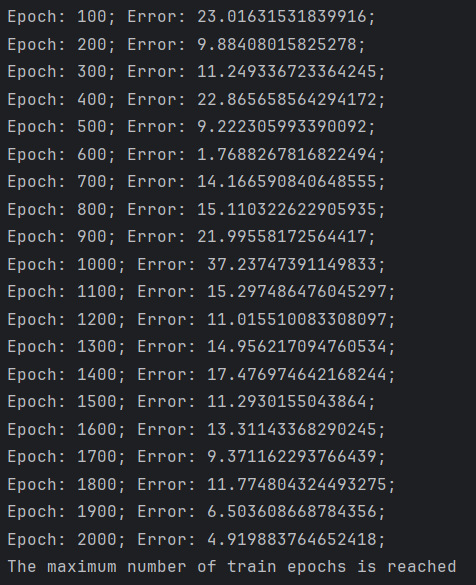 Epoch: 100; Error: 23.01631531839916;
Epoch: 200; Error: 9.88408015825278;
Epoch: 300; Error: 11.249336723364245;
Epoch: 400; Error: 22.865658564294172;
Epoch: 500; Error: 9.222305993390092;
Epoch: 600; Error: 1.7688267816822494;
Epoch: 700; Error: 14.166590840648555;
Epoch: 800; Error: 15.110322622905935;
Epoch: 900; Error: 21.99558172564417;
Epoch: 1000; Error: 37.23747391149833;
Epoch: 1100; Error: 15.297486476045297;
Epoch: 1200; Error: 11.015510083308097;
Epoch: 1300; Error: 14.956217094760534;
Epoch: 1400; Error: 17.476974642168244;
Epoch: 1500; Error: 11.2930155043864;
Epoch: 1600; Error: 13.31143368290245;
Epoch: 1700; Error: 9.371162293766439;
Epoch: 1800; Error: 11.774804324493275;
Epoch: 1900; Error: 6.503608668784356;
Epoch: 2000; Error: 4.919883764652418;
The maximum number of train epochs is reached